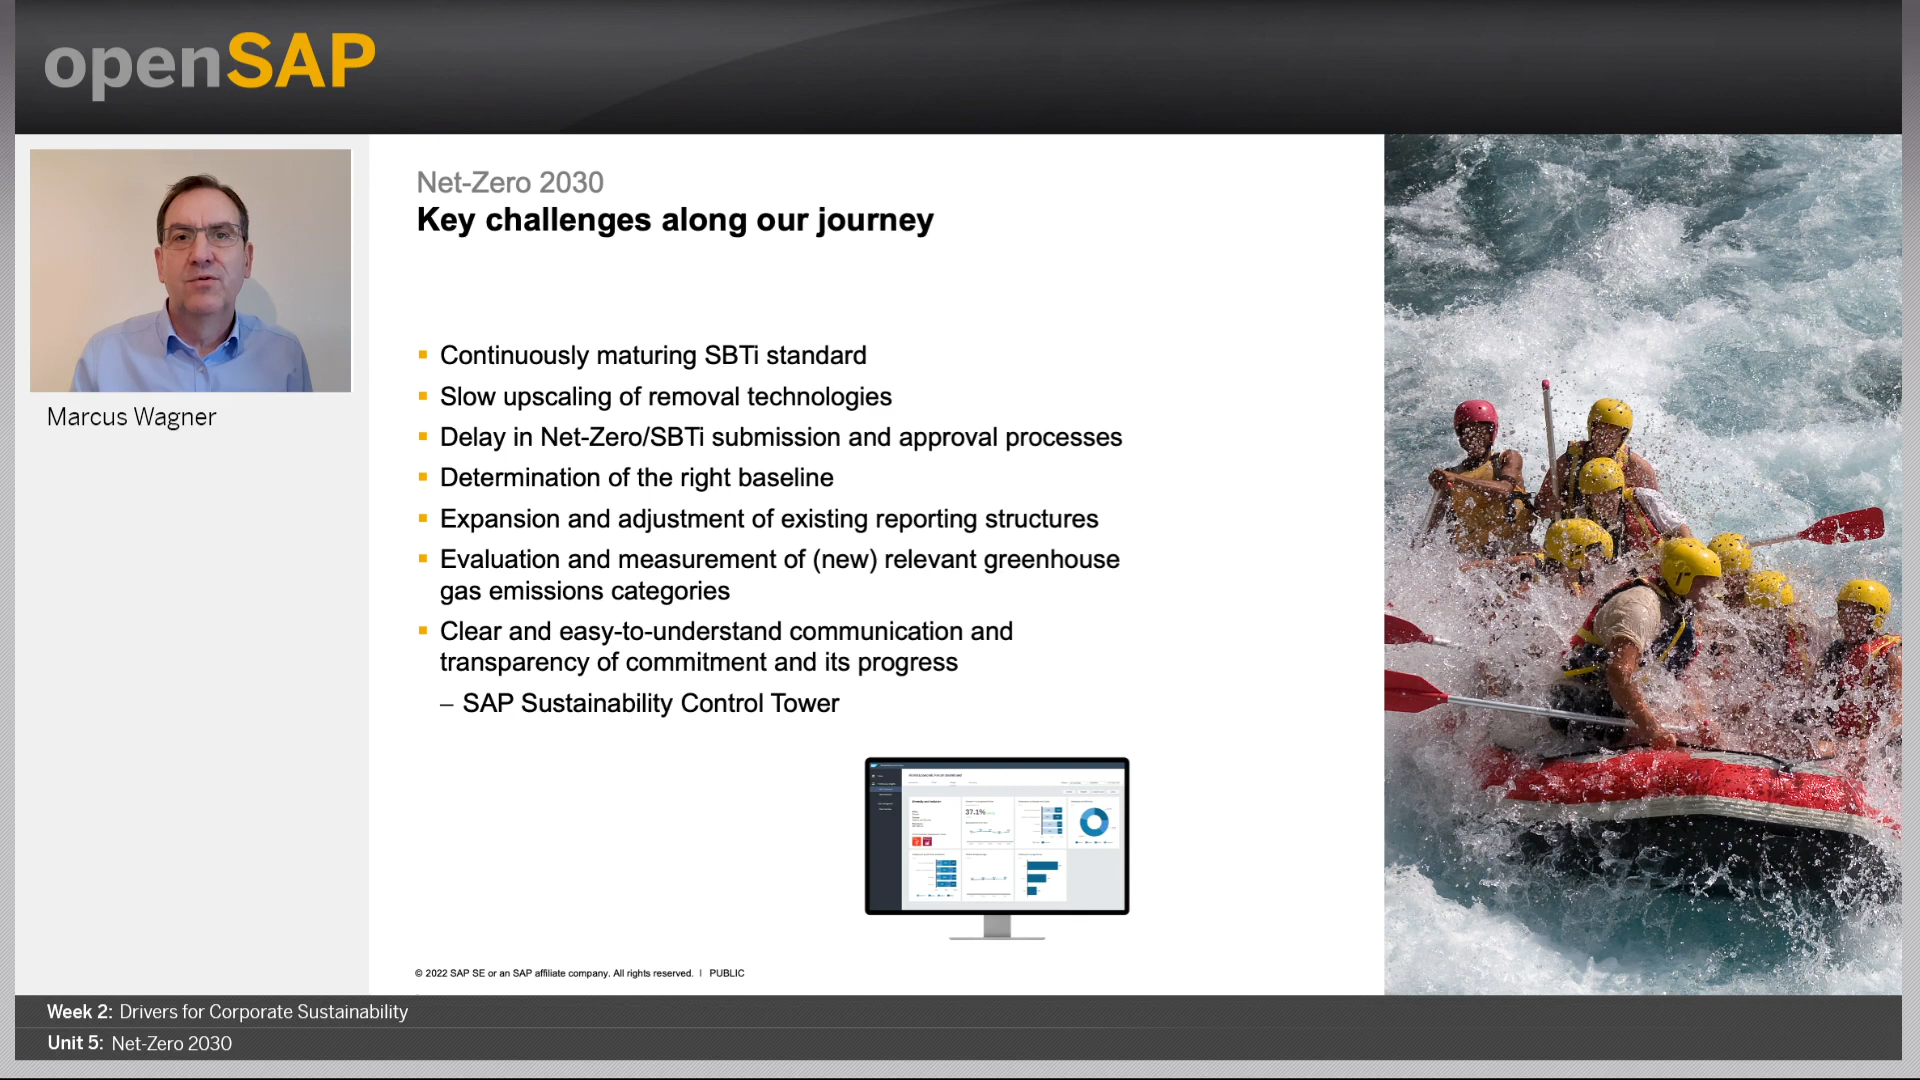 openSAP
Marcus Wagner
Net-Zero 2030
Key challenges along our journey
Continuously maturing SBTi standard
Slow upscaling of removal technologies
Delay in Net-Zero/SBTi submission and approval processes
Determination of the right baseline
Expansion and adjustment of existing reporting structures
Evaluation and measurement of (new) relevant greenhouse
gas emissions categories
Clear and easy-to-understand communication and
transparency of commitment and its progress
– SAP Sustainability Control Tower
37.1%
© 2022 SAP SE or an SAP affiliate company. All rights reserved. I PUBLIC
Week 2: Drivers for Corporate Sustainability
Unit 5: Net-Zero 2030